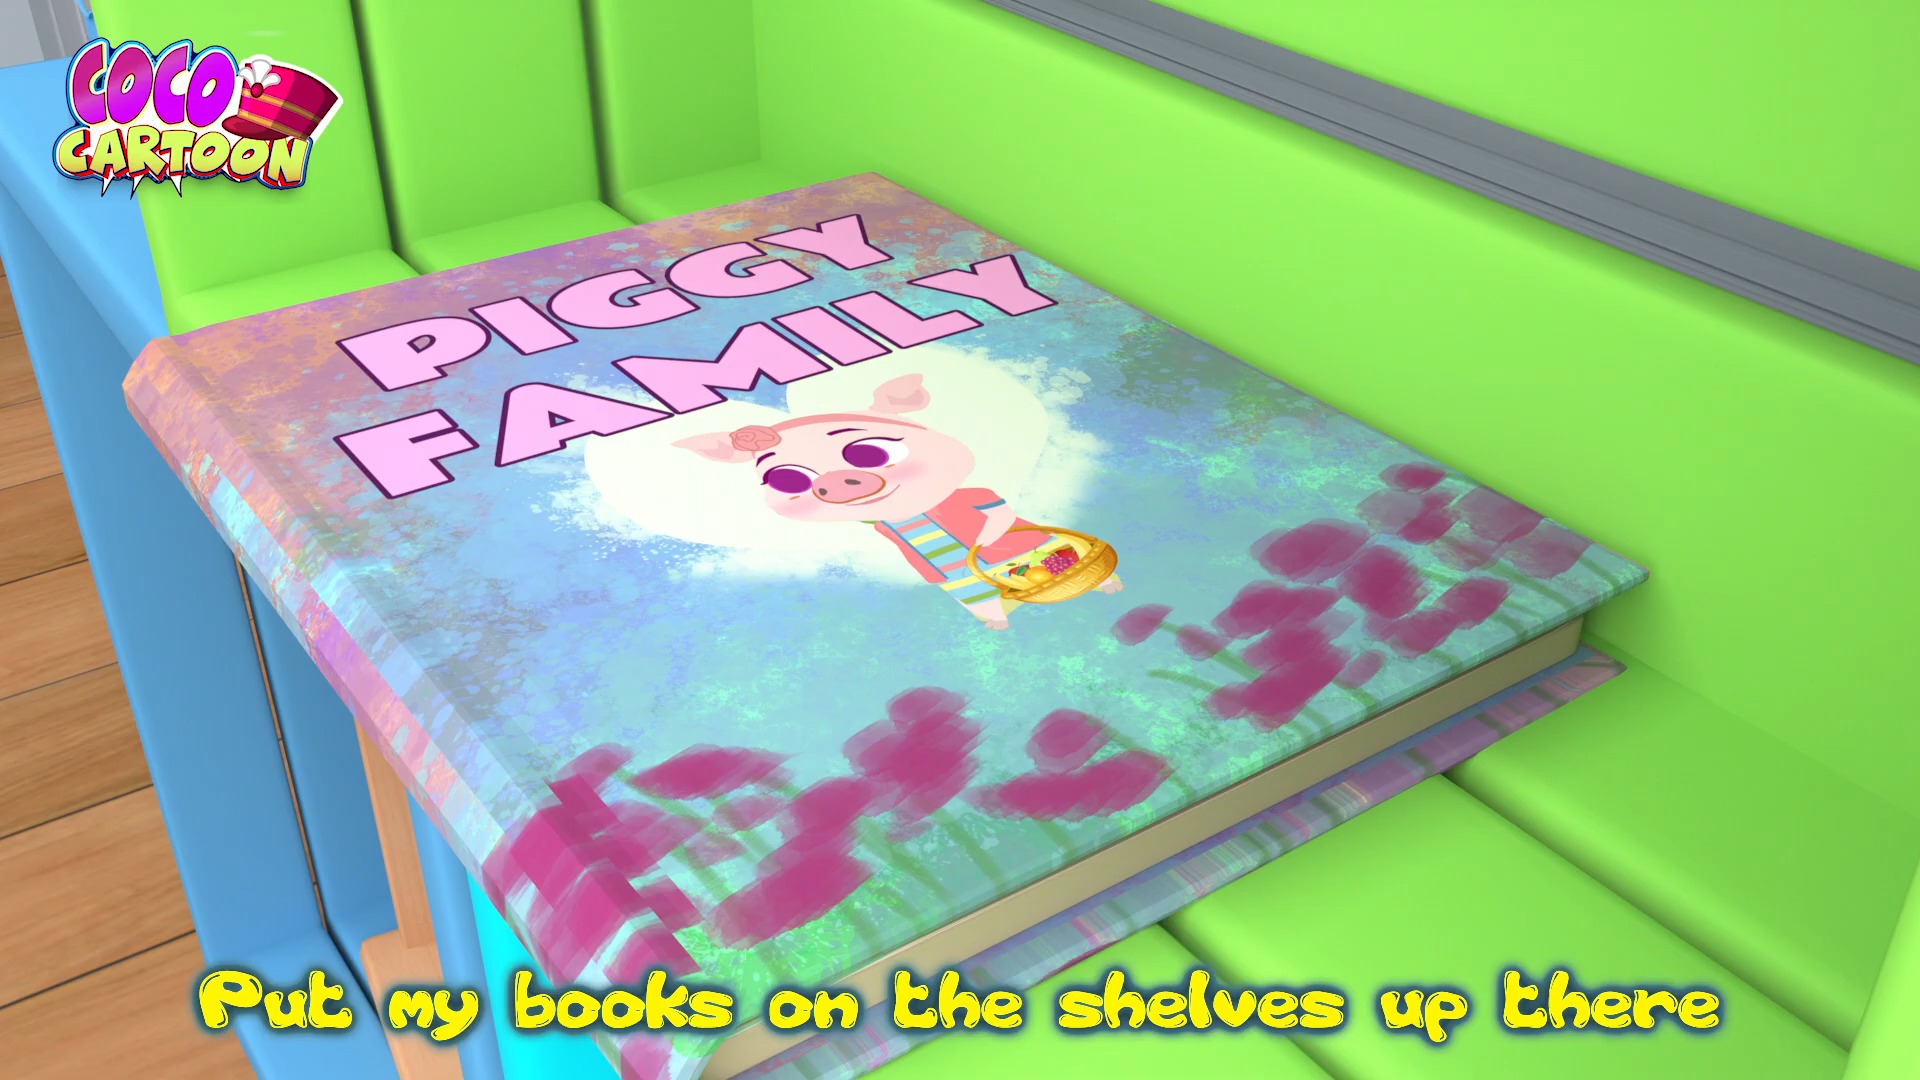 COCO
CARTOON
PIGGY
FAMILY
Put my books on the shelves up there